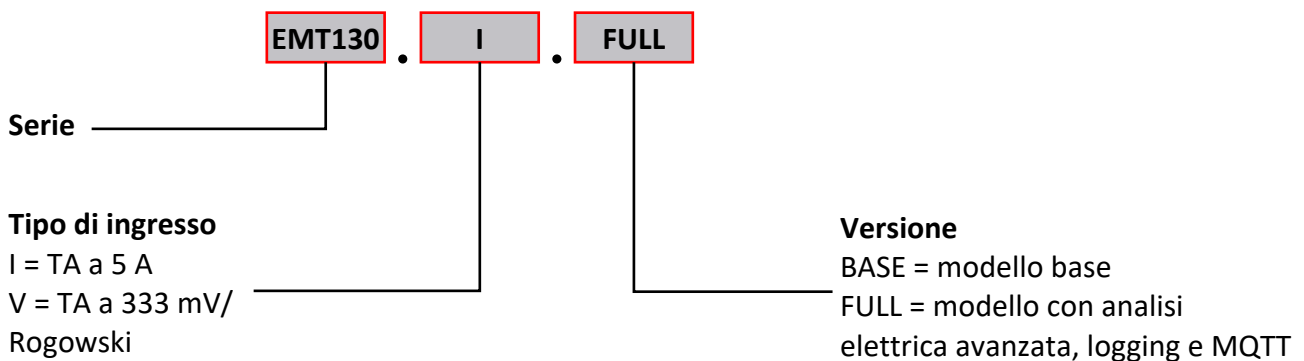 EMT130 . I . FULL
Serie
Tipo di ingresso
I = TA a 5 A
V = TA a 333 mV/
Rogowski
Versione
BASE = modello base
FULL = modello con analisi
elettrica avanzata, logging e MQTT